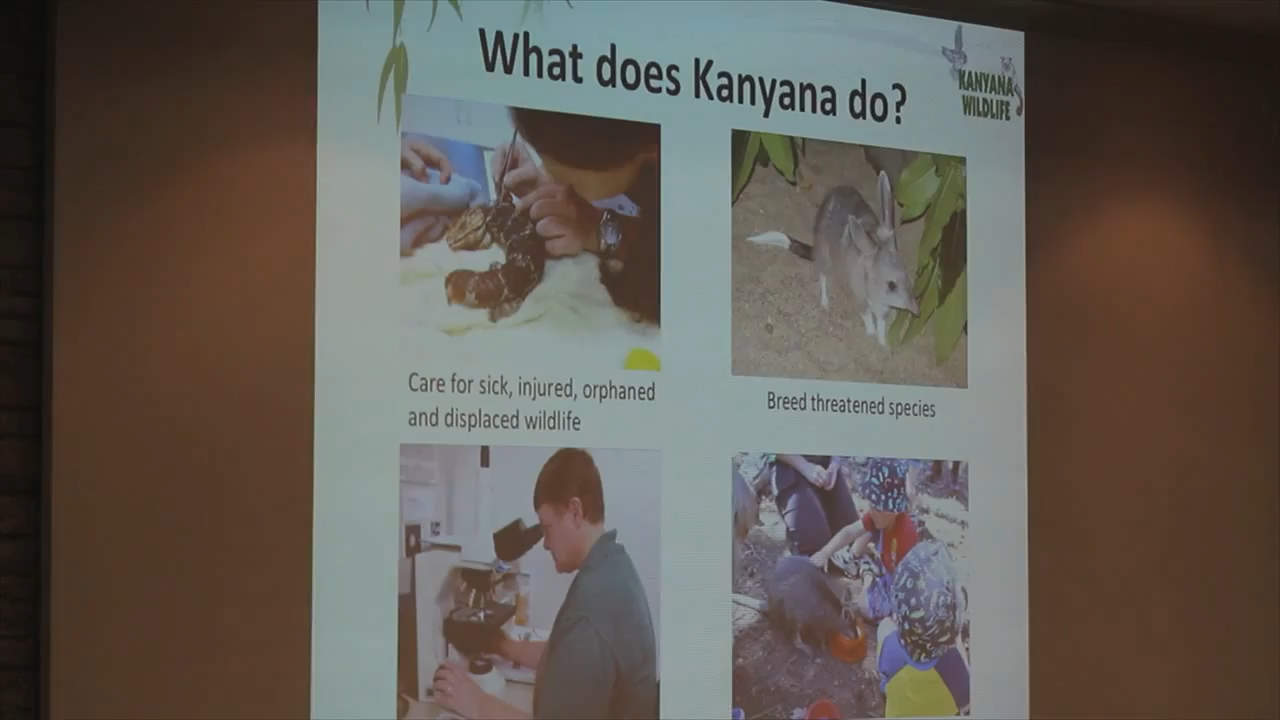 What does Kanyana do?
KANYANA
WILDLIFE
Care for sick, injured, orphaned
and displaced wildlife
Breed threatened species